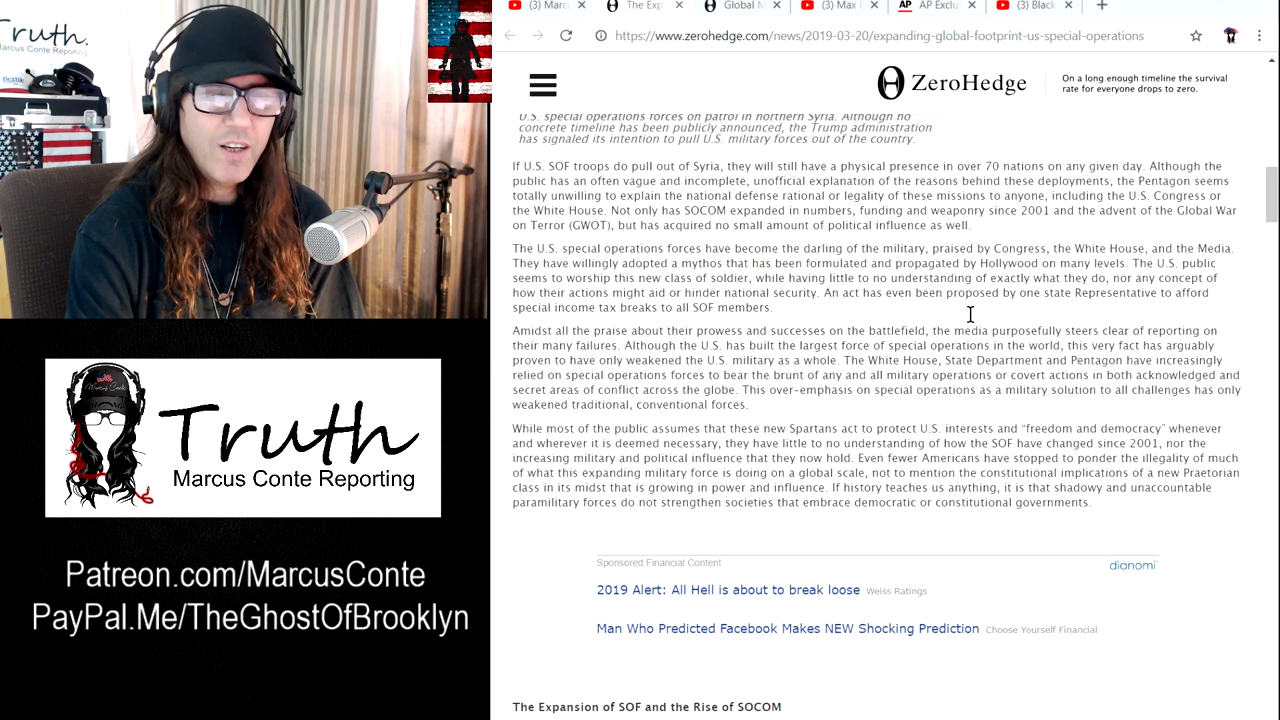 Truth.
Marcus Conte Reporting
(3) Marc
The Exp
Global M
(3) Max
AP
AP Exclu
(3) Black
https://www.zerohedge.com/news/2019-03-20/expanding-global-footprint-us-special-operations
ZeroHedge
On a long enough timeline the survival
rate for everyone drops to zero.
U.S. special operations forces on patrol in northern Syria. Although no
concrete timeline has been publicly announced, the Trump administration
has signaled its intention to pull U.S. military forces out of the country.
If U.S. SOF troops do pull out of Syria, they will still have a physical presence in over 70 nations on any given day. Although the
public has an often vague and incomplete, unofficial explanation of the reasons behind these deployments, the Pentagon seems
totally unwilling to explain the national defense rational or legality of these missions to anyone, including the U.S. Congress or
the White House. Not only has SOCOM expanded in numbers, funding and weaponry since 2001 and the advent of the Global War
on Terror (GWOT), but has acquired no small amount of political influence as well.
The U.S. special operations forces have become the darling of the military, praised by Congress, the White House, and the Media.
They have willingly adopted a mythos that has been formulated and propagated by Hollywood on many levels. The U.S. public
seems to worship this new class of soldier, while having little to no understanding of exactly what they do, nor any concept of
how their actions might aid or hinder national security. An act has even been proposed by one state Representative to afford
special income tax breaks to all SOF members.
Amidst all the praise about their prowess and successes on the battlefield, the media purposefully steers clear of reporting on
their many failures. Although the U.S. has built the largest force of special operations in the world, this very fact has arguably
proven to have only weakened the U.S. military as a whole. The White House, State Department and Pentagon have increasingly
relied on special operations forces to bear the brunt of any and all military operations or covert actions in both acknowledged and
secret areas of conflict across the globe. This over-emphasis on special operations as a military solution to all challenges has only
weakened traditional, conventional forces.
While most of the public assumes that these new Spartans act to protect U.S. interests and “freedom and democracy” whenever
and wherever it is deemed necessary, they have little to no understanding of how the SOF have changed since 2001, nor the
increasing military and political influence that they now hold. Even fewer Americans have stopped to ponder the illegality of much
of what this expanding military force is doing on a global scale, not to mention the constitutional implications of a new Praetorian
class in its midst that is growing in power and influence. If history teaches us anything, it is that shadowy and unaccountable
paramilitary forces do not strengthen societies that embrace democratic or constitutional governments.
Sponsored Financial Content
dianomi
2019 Alert: All Hell is about to break loose Weiss Ratings
Man Who Predicted Facebook Makes NEW Shocking Prediction Choose Yourself Financial
The Expansion of SOF and the Rise of SOCOM
Truth
Marcus Conte Reporting
Patreon.com/MarcusConte
PayPal.Me/TheGhostOfBrooklyn